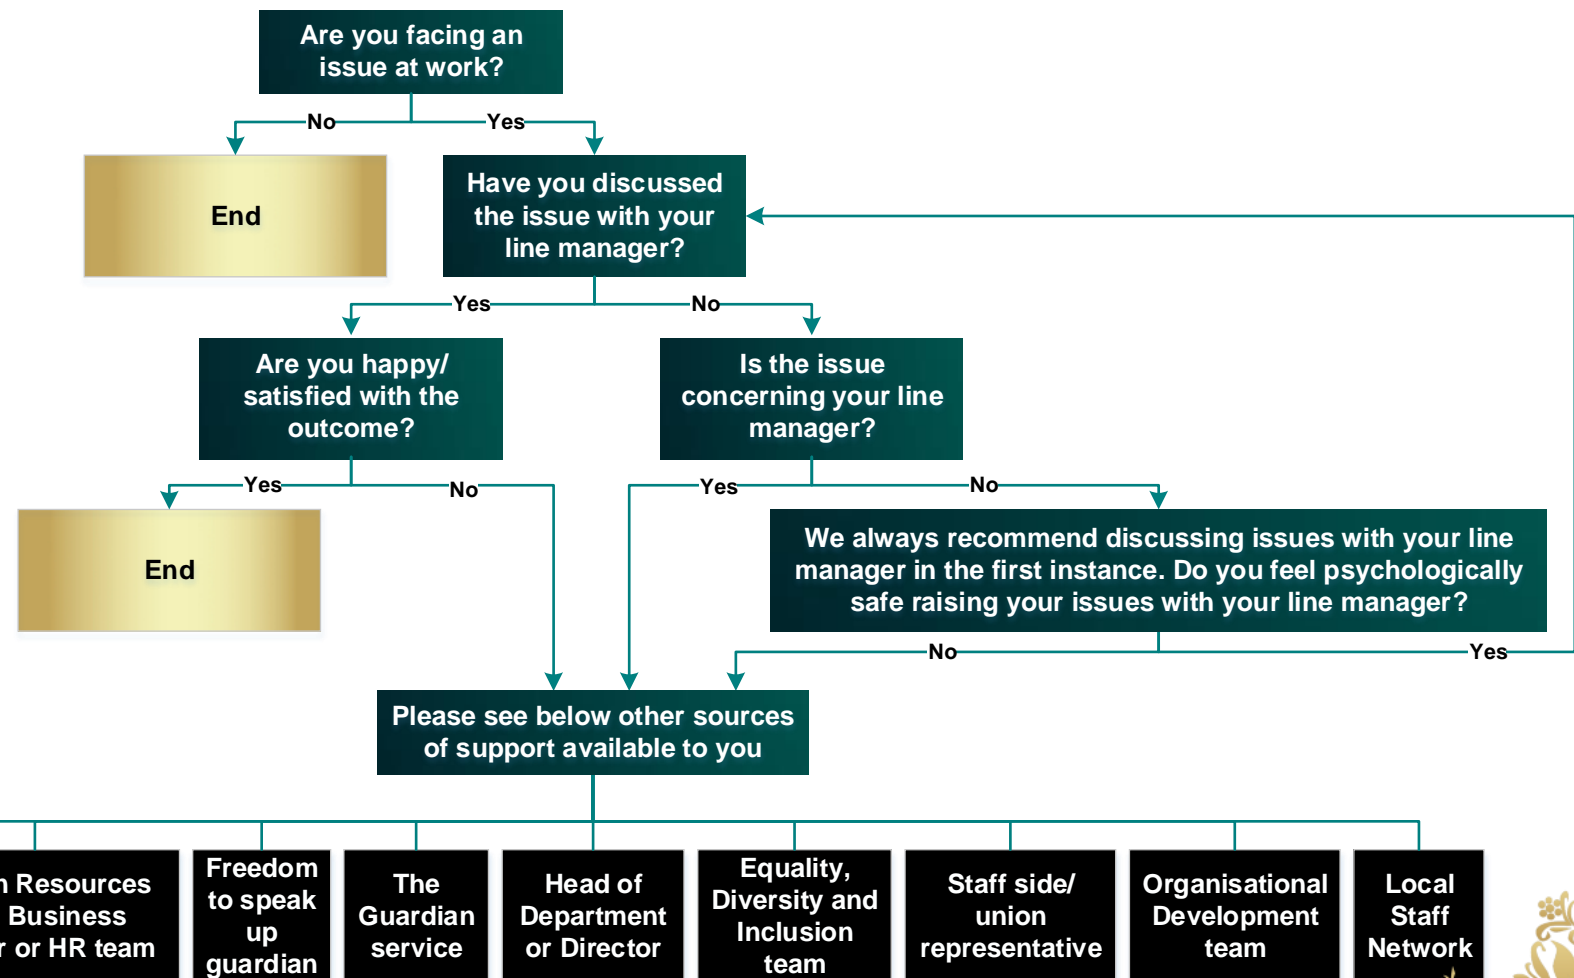 Are you facing an
issue at work?
No
Yes
End
Have you discussed
the issue with your
line manager?
Yes
No
Are you happy/
satisfied with the
outcome?
Is the issue
concerning your line
manager?
Yes
No
Yes
No
End
We always recommend discussing issues with your line
manager in the first instance. Do you feel psychologically
safe raising your issues with your line manager?
No
Yes
Please see below other sources
of support available to you
Resources
Business
or HR team
Freedom
to speak
up
guardian
The
Guardian
service
Head of
Department
or Director
Equality,
Diversity and
Inclusion
team
Staff side/
union
representative
Organisational
Development
team
Local
Staff
Network